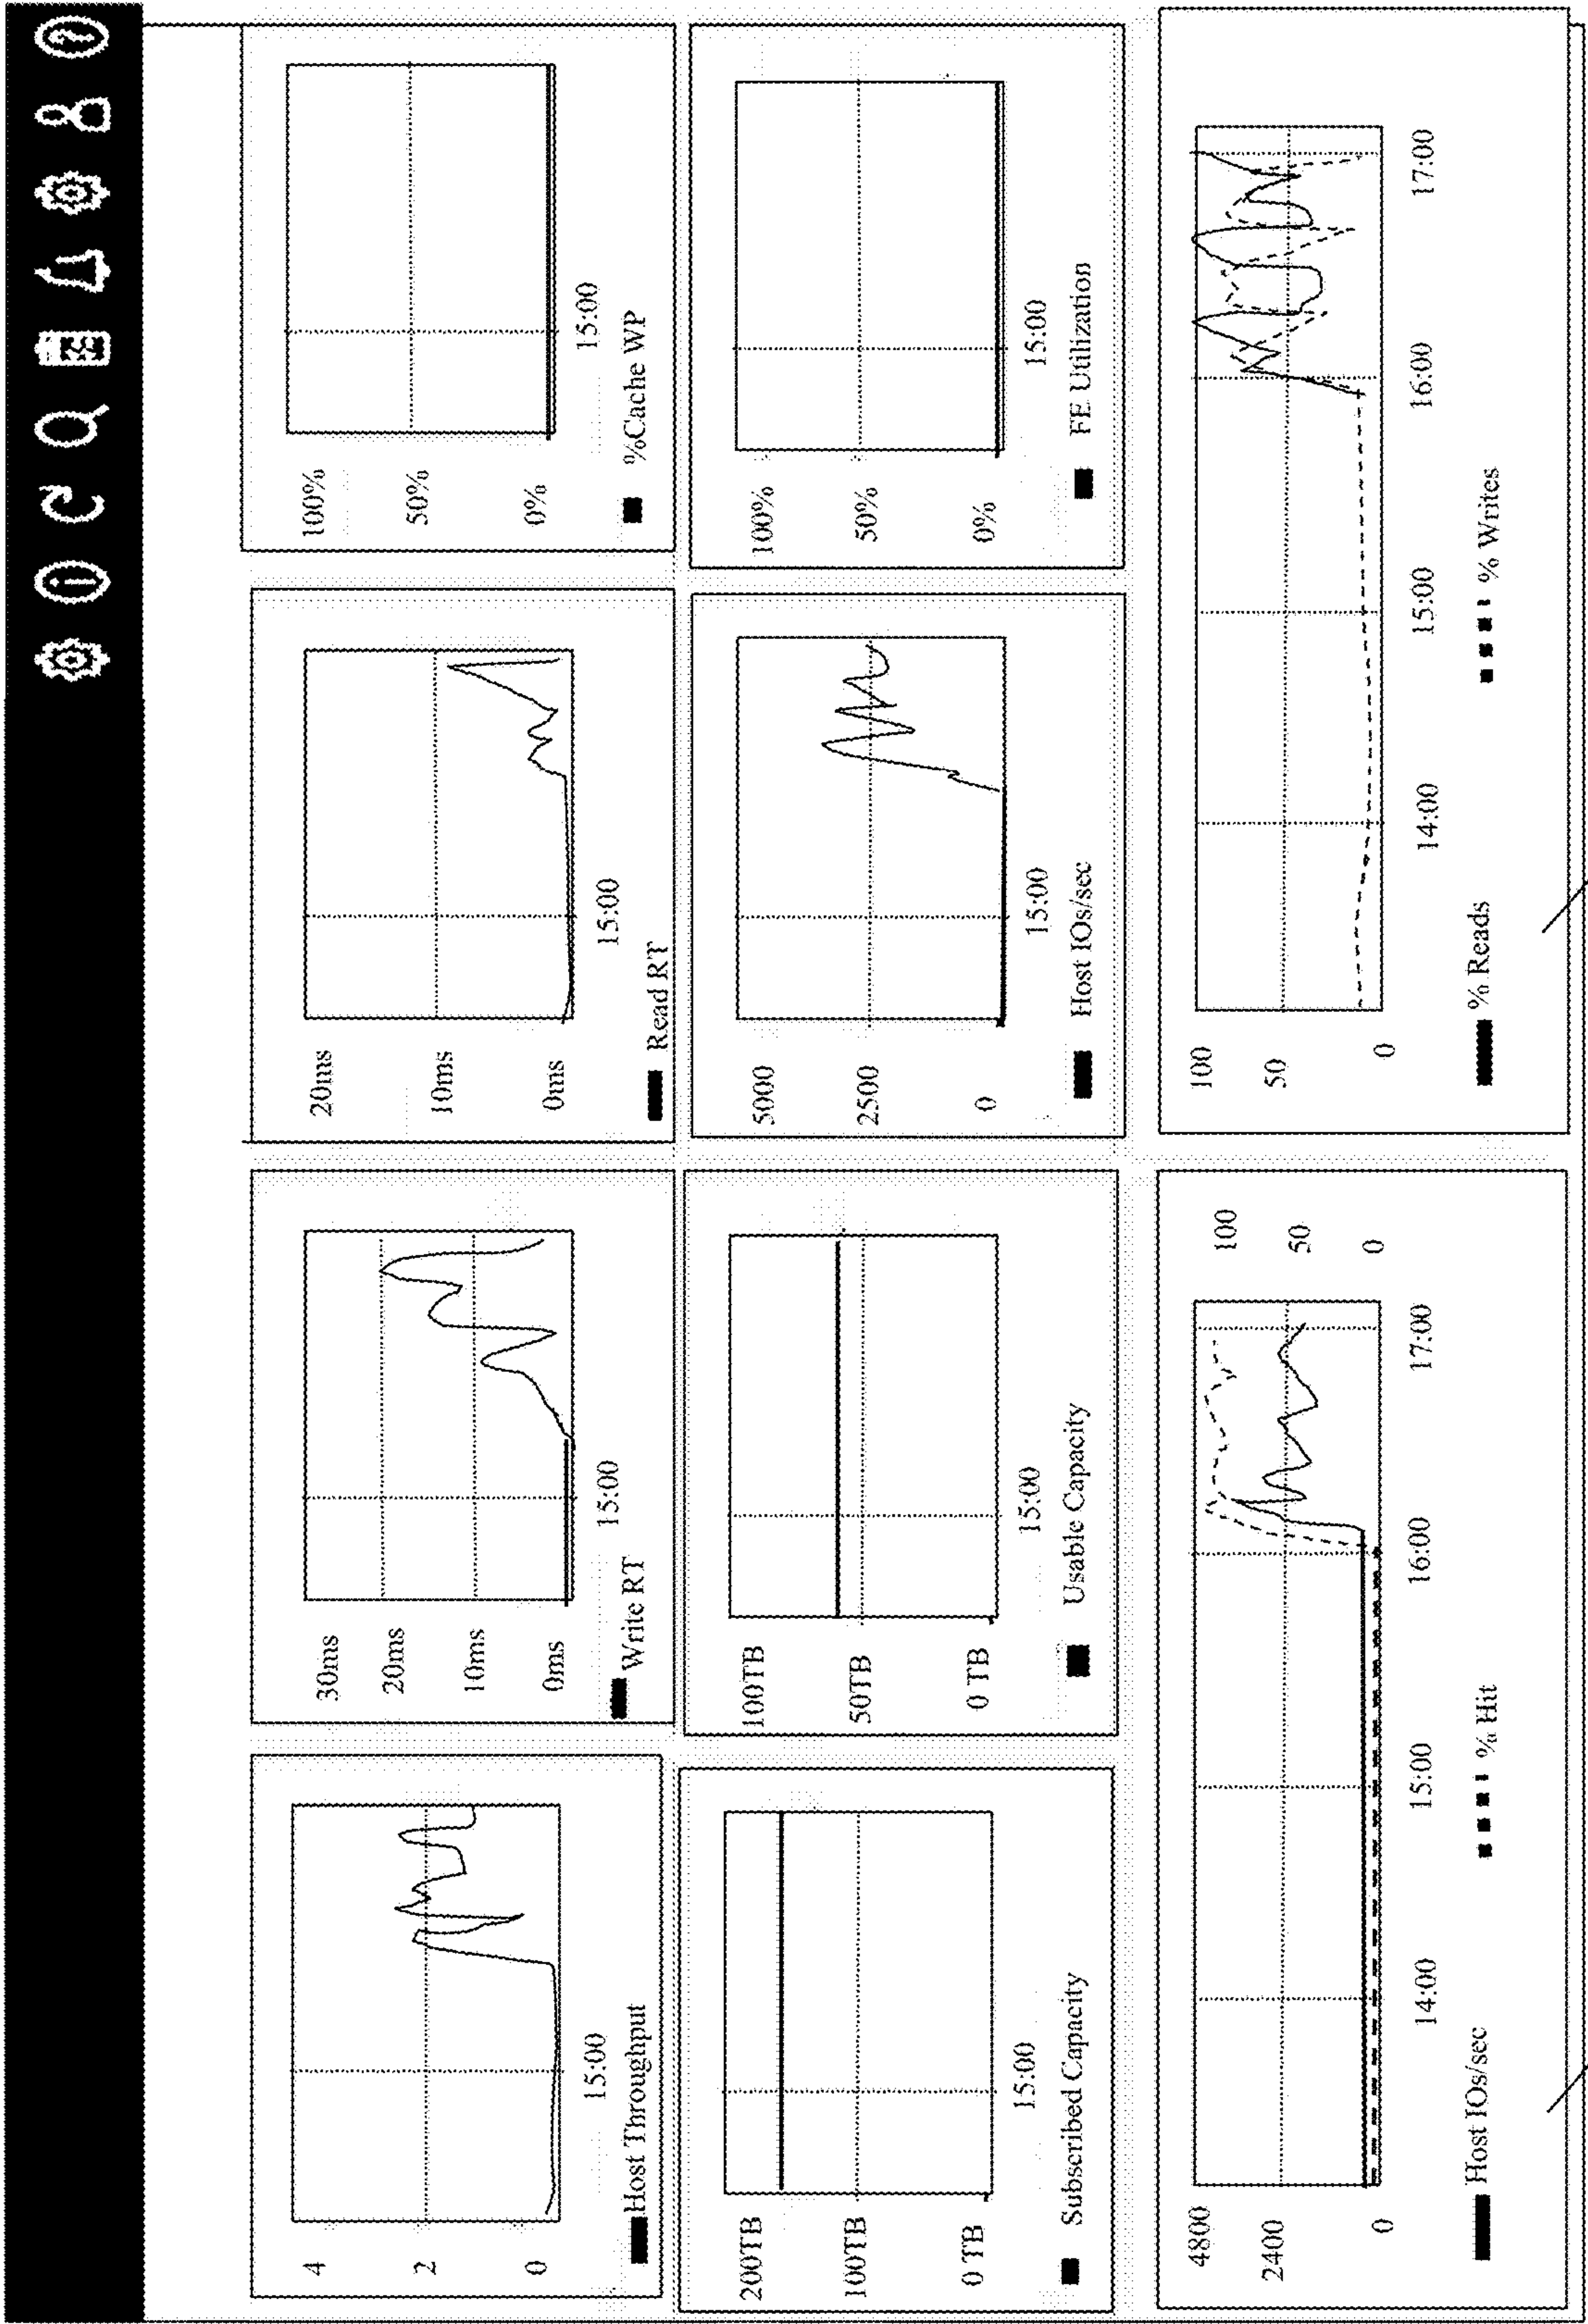 4
2
0
15:00
Host Throughput
30ms
20ms
10ms
0ms
15:00
Write RT
20ms
10ms
0ms
15:00
Read RT
100%
50%
0%
15:00
%Cache WP
200TB
100TB
0 TB
15:00
Subscribed Capacity
100TB
50TB
0 TB
15:00
Usable Capacity
5000
2500
0
15:00
Host IOs/sec
100%
50%
0%
15:00
FE Utilization
4800
2400
0
100
50
0
14:00 15:00 16:00 17:00
Host IOs/sec % Hit
100
50
0
14:00 15:00 16:00 17:00
% Reads % Writes